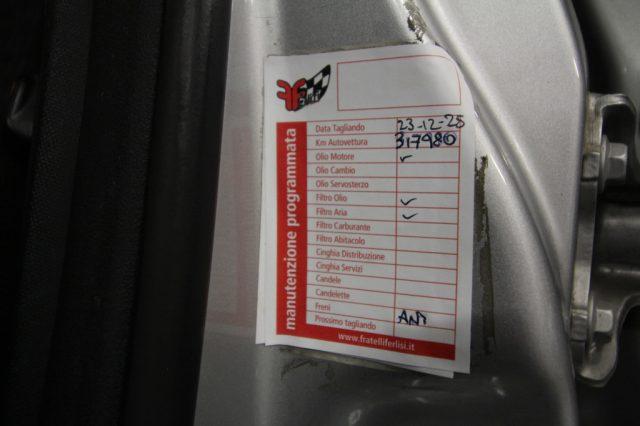 manutenzione programmata
Data Tagliando 23-12-25
Km Autovettura 317980
Olio Motore ✓
Olio Cambio
Olio Servosterzo
Filtro Olio ✓
Filtro Aria ✓
Filtro Carburante
Filtro Abitacolo
Cinghia Distribuzione
Cinghia Servizi
Candele
Candelette
Freni
Prossimo tagliando
www.fratelliferlisi.it